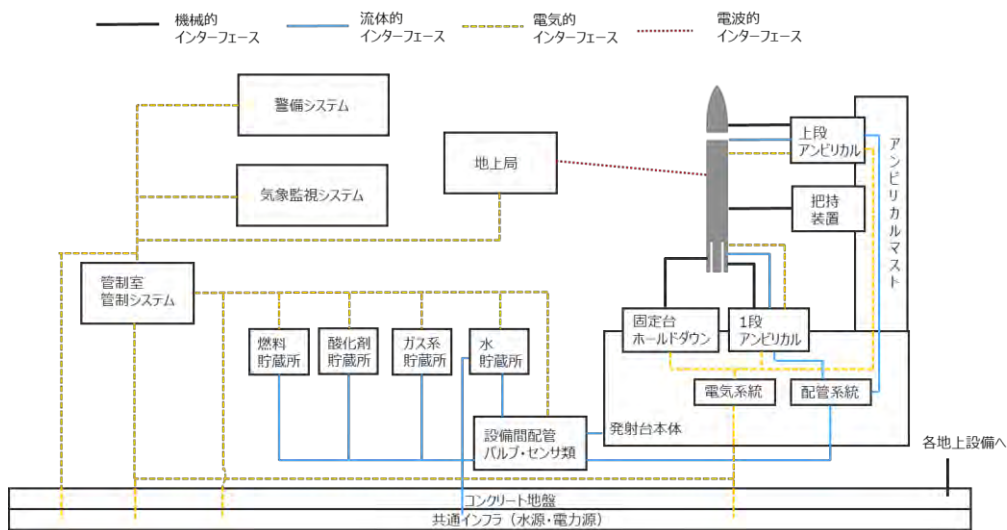 機械的
インターフェース
流体的
インターフェース
電気的
インターフェース
電波的
インターフェース
警備システム
気象監視システム
地上局
上段
アンビリカル
把持
装置
アンビリカルマスト
管制室
管制システム
燃料
貯蔵所
酸化剤
貯蔵所
ガス系
貯蔵所
水
貯蔵所
固定台
ホールドダウン
1段
アンビリカル
電気系統
配管系統
設備間配管
バルブ・センサ類
発射台本体
各地上設備へ
コンクリート地盤
共通インフラ（水源・電力源）